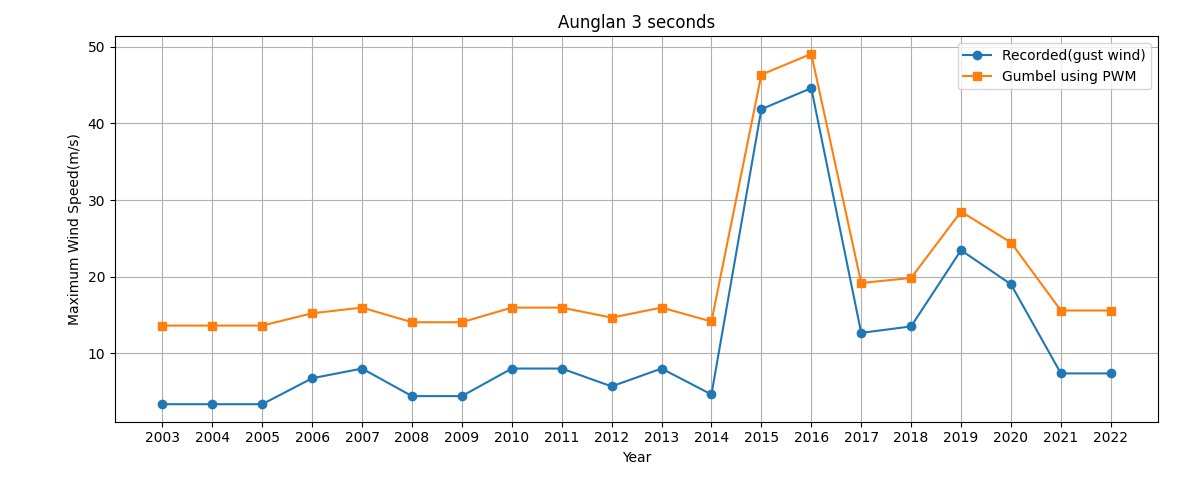 Aunglan 3 seconds
Recorded(gust wind)
Gumbel using PWM
Maximum Wind Speed(m/s)
50
40
30
20
10
2003 2004 2005 2006 2007 2008 2009 2010 2011 2012 2013 2014 2015 2016 2017 2018 2019 2020 2021 2022
Year